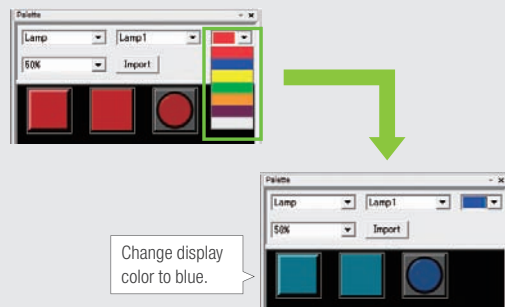 Palette
Lamp Lamp1
50% Import
Palette
Lamp Lamp1
50% Import
Change display
color to blue.